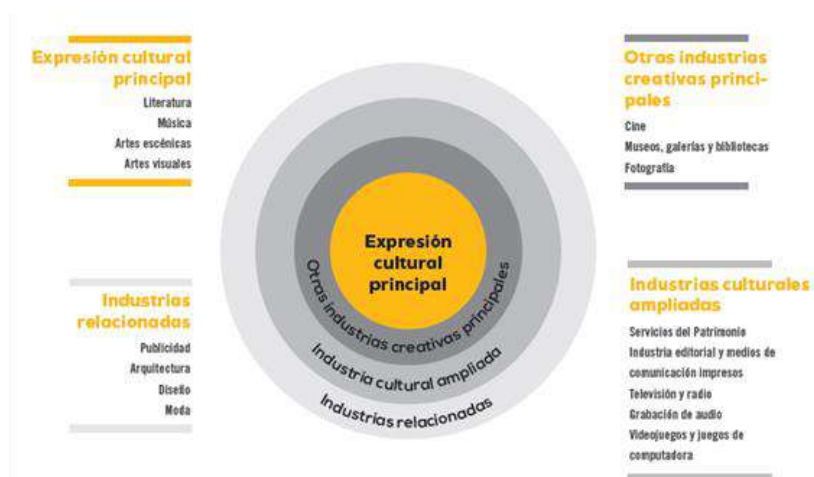 Expresión cultural
principal
Literatura
Música
Artes escénicas
Artes visuales
Otras industrias
creativas princi-
pales
Cine
Museos, galerías y bibliotecas
Fotografía
Expresión
cultural
principal
Otras industrias creativas principales
Industria cultural ampliada
Industrias relacionadas
Industrias
relacionadas
Publicidad
Arquitectura
Diseño
Moda
Industrias culturales
ampliadas
Servicios del Patrimonio
Industria editorial y medios de
comunicación impresos
Televisión y radio
Grabación de audio
Videojuegos y juegos de
computadora